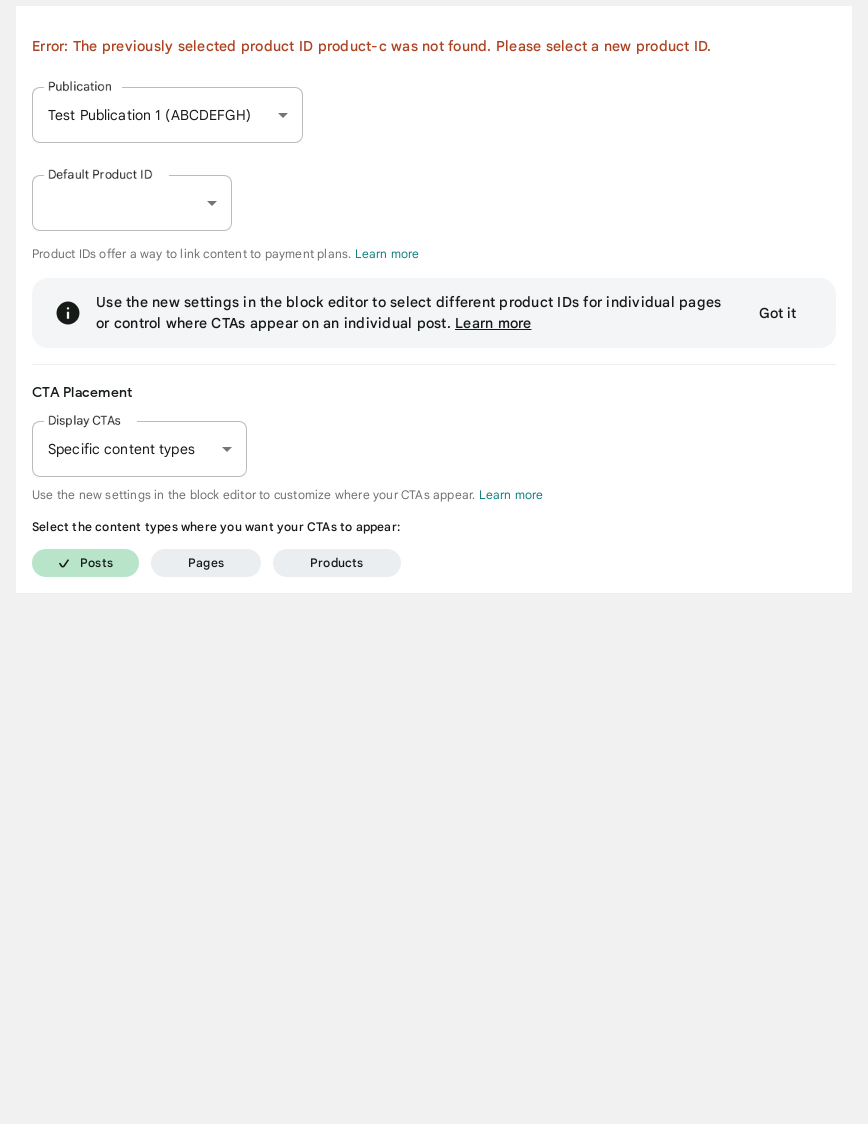 Error: The previously selected product ID product-c was not found. Please select a new product ID.
Publication
Test Publication 1 (ABCDEFGH)
Default Product ID
Product IDs offer a way to link content to payment plans. Learn more
Use the new settings in the block editor to select different product IDs for individual pages
or control where CTAs appear on an individual post. Learn more
Got it
CTA Placement
Display CTAs
Specific content types
Use the new settings in the block editor to customize where your CTAs appear. Learn more
Select the content types where you want your CTAs to appear:
Posts Pages Products